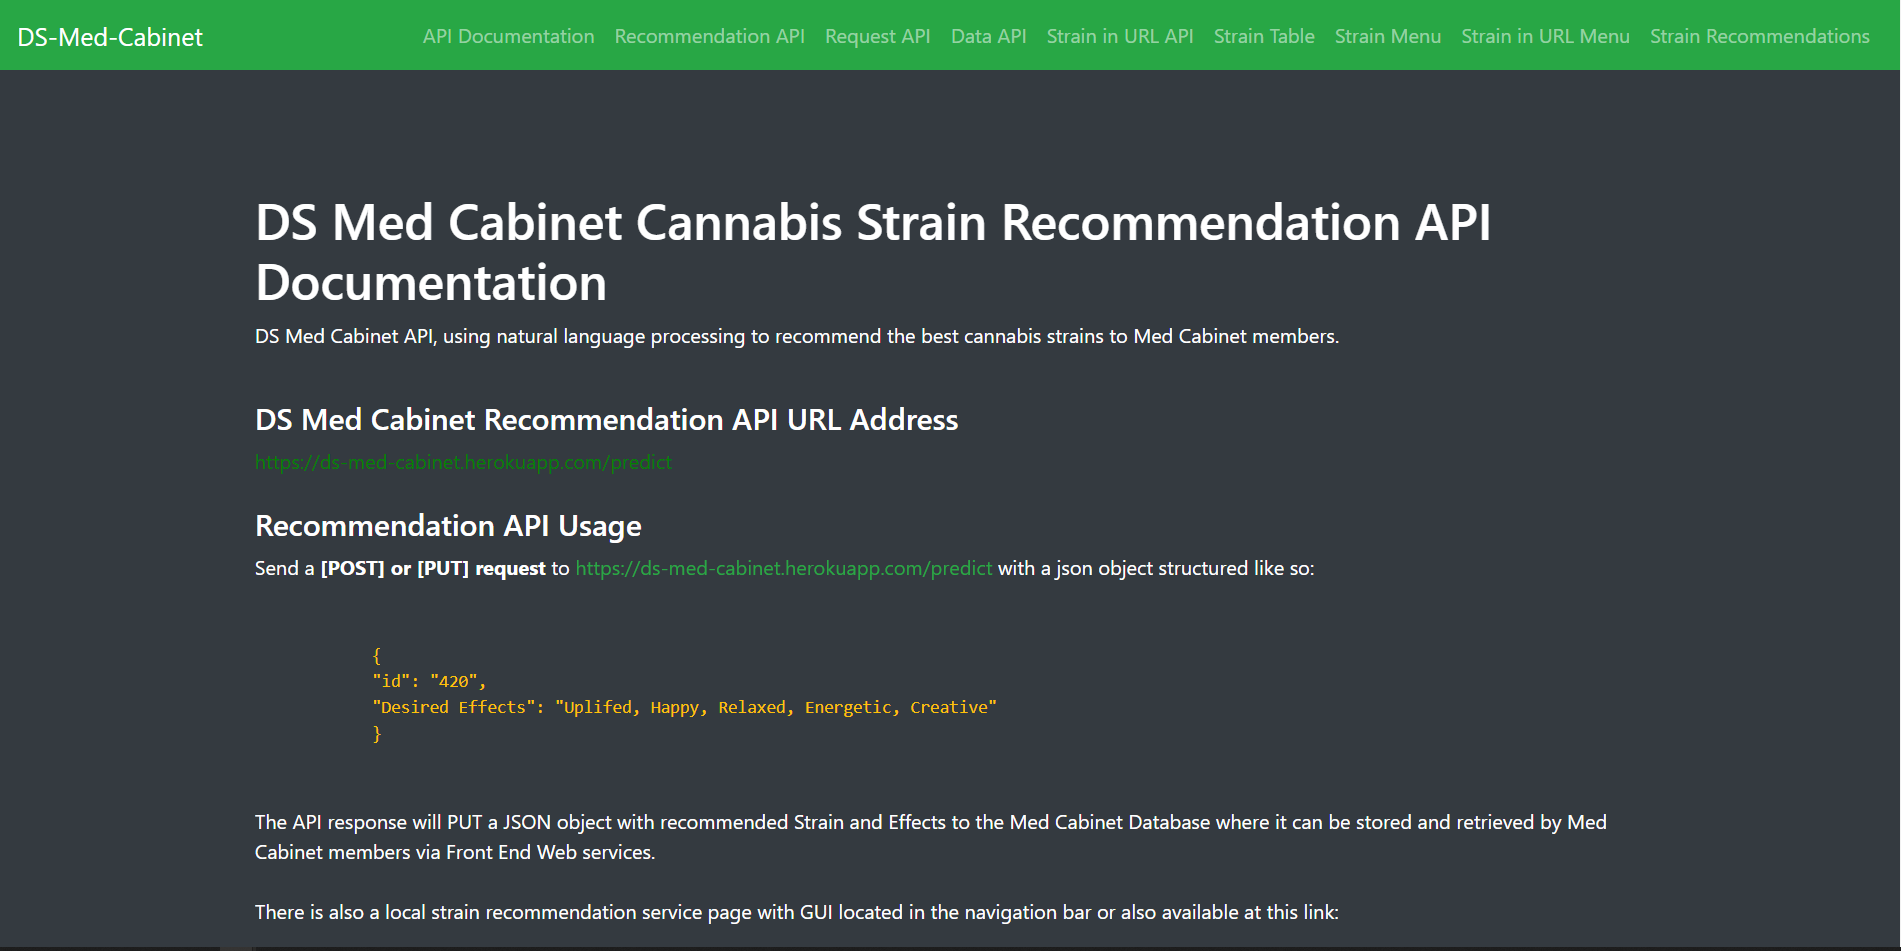 DS-Med-Cabinet
API Documentation Recommendation API Request API Data API Strain in URL API Strain Table Strain Menu Strain in URL Menu Strain Recommendations
DS Med Cabinet Cannabis Strain Recommendation API
Documentation
DS Med Cabinet API, using natural language processing to recommend the best cannabis strains to Med Cabinet members.
DS Med Cabinet Recommendation API URL Address
https://ds-med-cabinet.herokuapp.com/predict
Recommendation API Usage
Send a [POST] or [PUT] request to https://ds-med-cabinet.herokuapp.com/predict with a json object structured like so:
{
"id": "420",
"Desired Effects": "Uplifed, Happy, Relaxed, Energetic, Creative"
}
The API response will PUT a JSON object with recommended Strain and Effects to the Med Cabinet Database where it can be stored and retrieved by Med
Cabinet members via Front End Web services.
There is also a local strain recommendation service page with GUI located in the navigation bar or also available at this link: